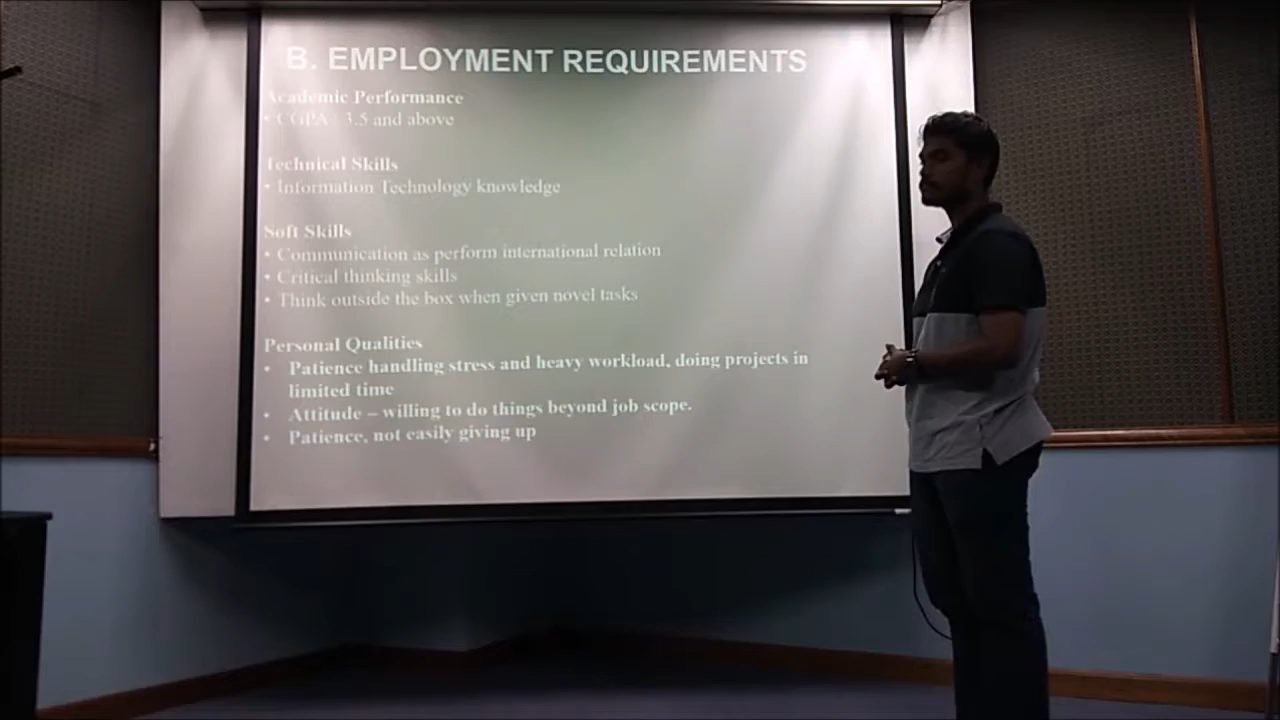 B. EMPLOYMENT REQUIREMENTS
Academic Performance
• CGPA 3.5 and above
Technical Skills
• Information Technology knowledge
Soft Skills
• Communication as perform international relation
• Critical thinking skills
• Think outside the box when given novel tasks
Personal Qualities
• Patience handling stress and heavy workload, doing projects in
limited time
• Attitude – willing to do things beyond job scope.
• Patience, not easily giving up